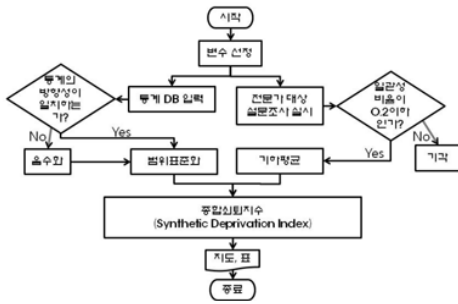 시작
변수 선정
통계의
방향성이
일치하는
가?
통계 DB 입력
전문가 대상
설문조사 실시
일관성
비율이
0.2이하
인가?
No
Yes
Yes
No
음수화
범위표준화
기하평균
기각
종합쇠퇴지수
(Synthetic Deprivation Index)
지도, 표
종료